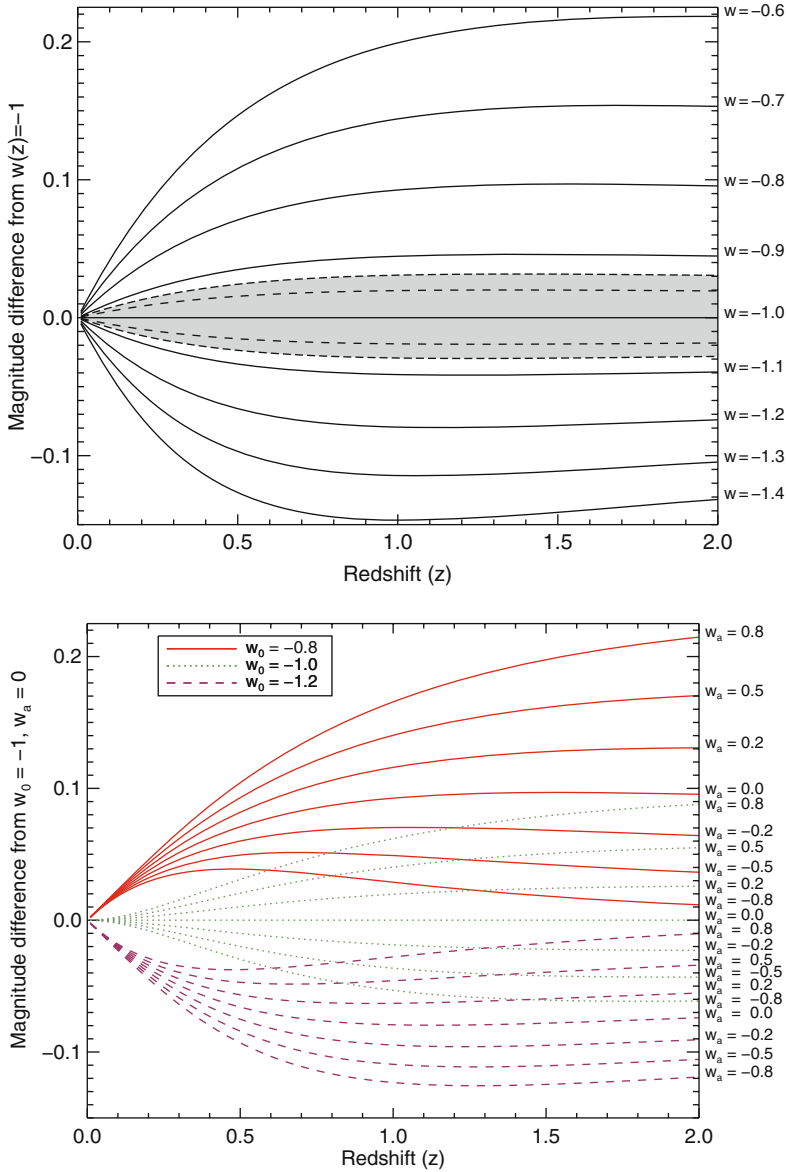 w=−0.6
0.2
w=−0.7
w=−0.8
0.1
w=−0.9
w=−1.0
0.0
w=−1.1
w=−1.2
−0.1
w=−1.3
w=−1.4
Magnitude difference from w(z)=−1
0.0 0.5 1.0 1.5 2.0
Redshift (z)
w₀ = −0.8
w₀ = −1.0
w₀ = −1.2
0.2
0.1
0.0
−0.1
Magnitude difference from w₀ = −1, wₐ = 0
wₐ = 0.8
wₐ = 0.5
wₐ = 0.2
wₐ = 0.0
wₐ = 0.8
wₐ = −0.2
wₐ = 0.5
wₐ = −0.5
wₐ = 0.2
wₐ = −0.8
wₐ = 0.0
wₐ = 0.8
wₐ = −0.2
wₐ = 0.5
wₐ = −0.5
wₐ = 0.2
wₐ = −0.8
wₐ = 0.0
wₐ = −0.2
wₐ = −0.5
wₐ = −0.8
0.0 0.5 1.0 1.5 2.0
Redshift (z)